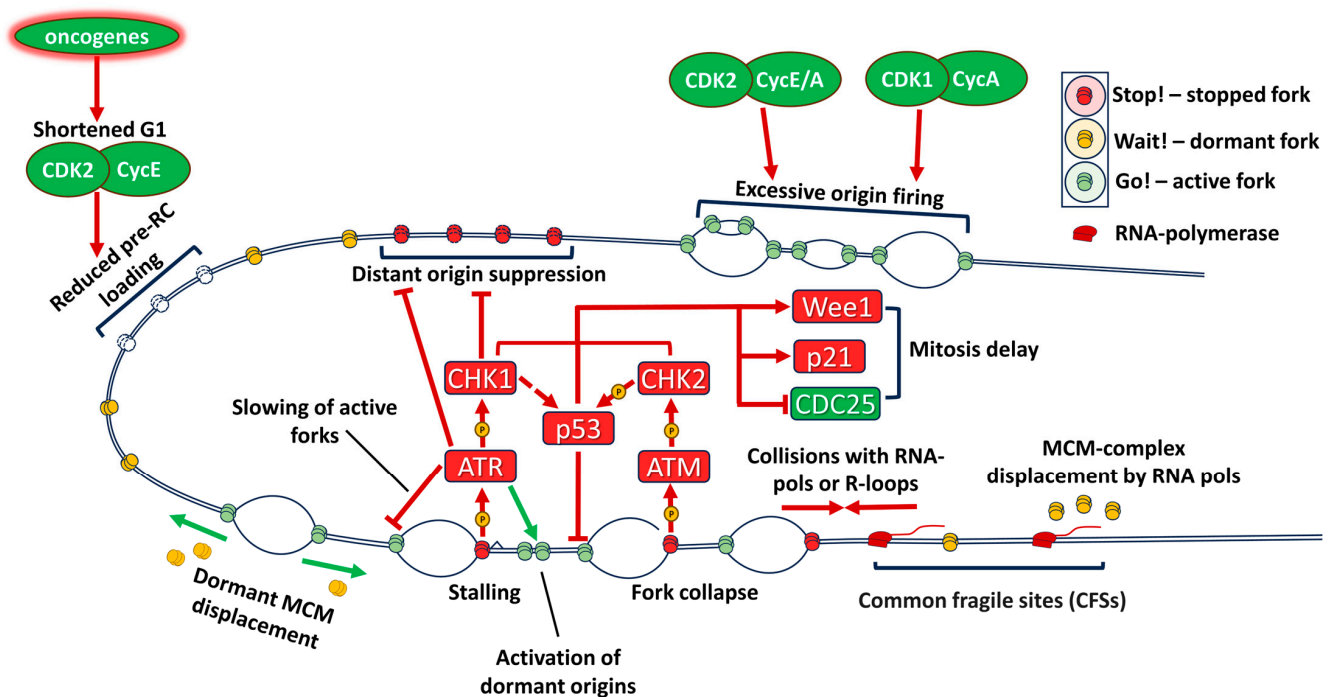 oncogenes
Shortened G1
CDK2 CycE
Reduced pre-RC
loading
CDK2 CycE/A
CDK1 CycA
Excessive origin firing
Stop! – stopped fork
Wait! – dormant fork
Go! – active fork
RNA-polymerase
Distant origin suppression
Wee1
p21
CDC25
Mitosis delay
CHK1
CHK2
P
p53
P
P
Slowing of active
forks
ATR
ATM
P
P
Collisions with RNA-
pols or R-loops
MCM-complex
displacement by RNA pols
Dormant MCM
displacement
Stalling
Fork collapse
Common fragile sites (CFSs)
Activation of
dormant origins